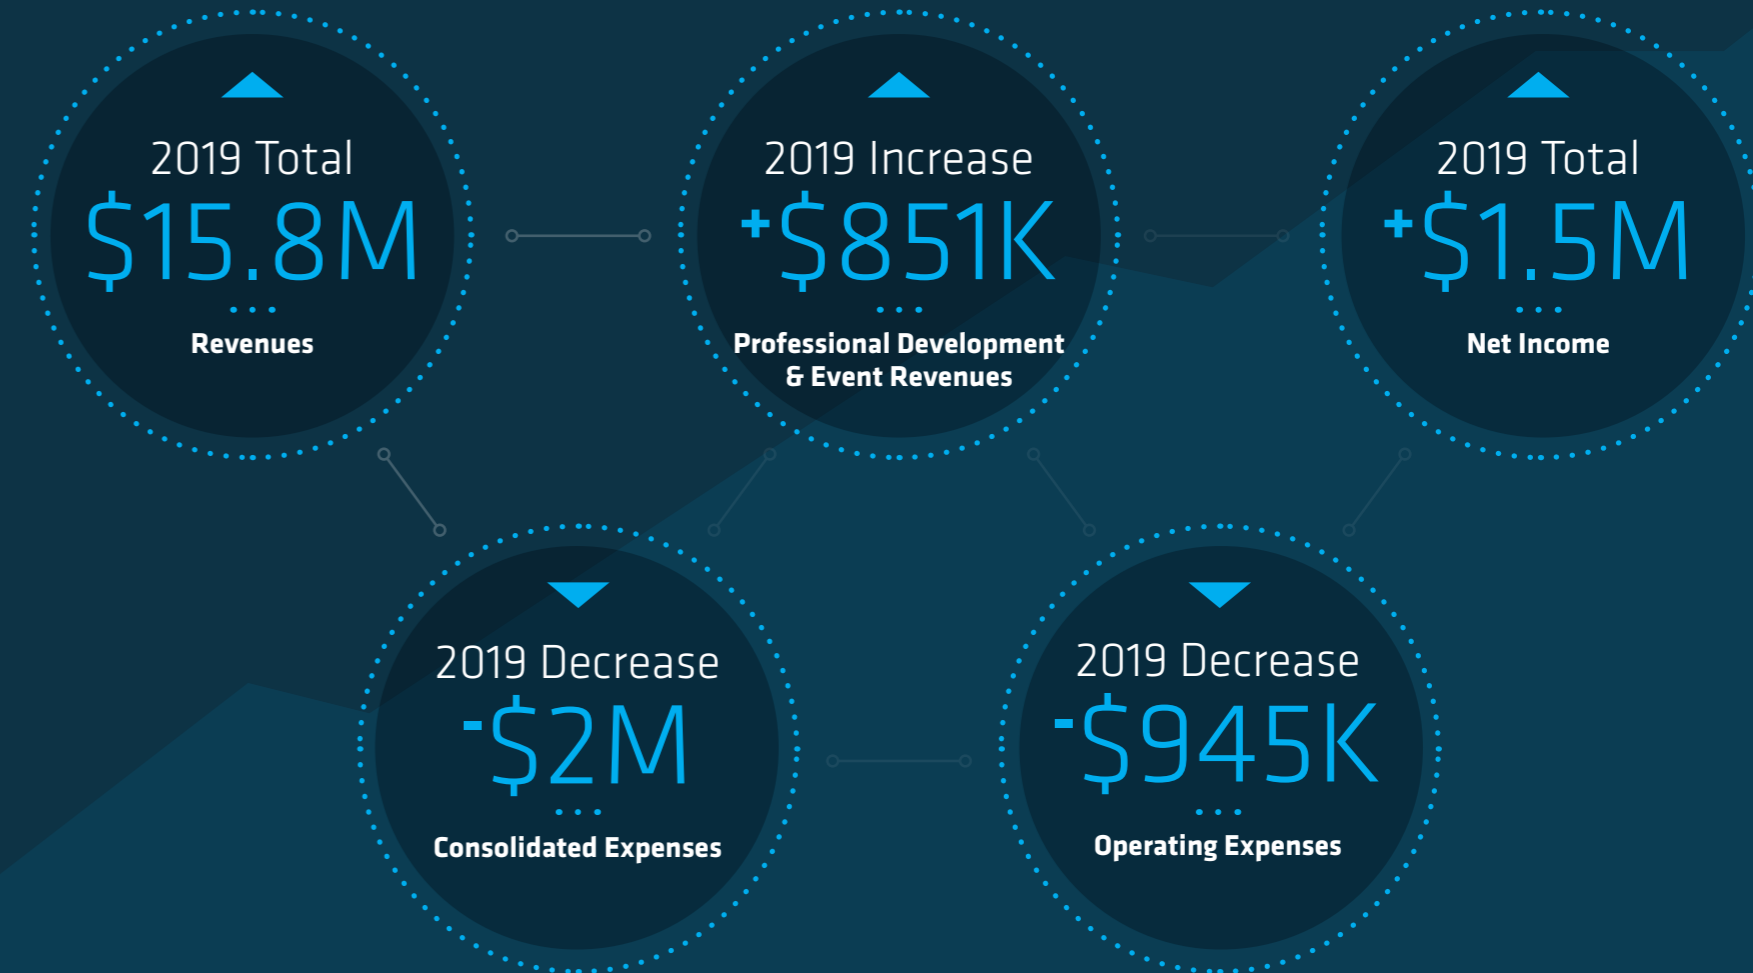 2019 Total
$15.8M
Revenues
2019 Increase
+$851K
Professional Development
& Event Revenues
2019 Total
+$1.5M
Net Income
2019 Decrease
-$2M
Consolidated Expenses
2019 Decrease
-$945K
Operating Expenses